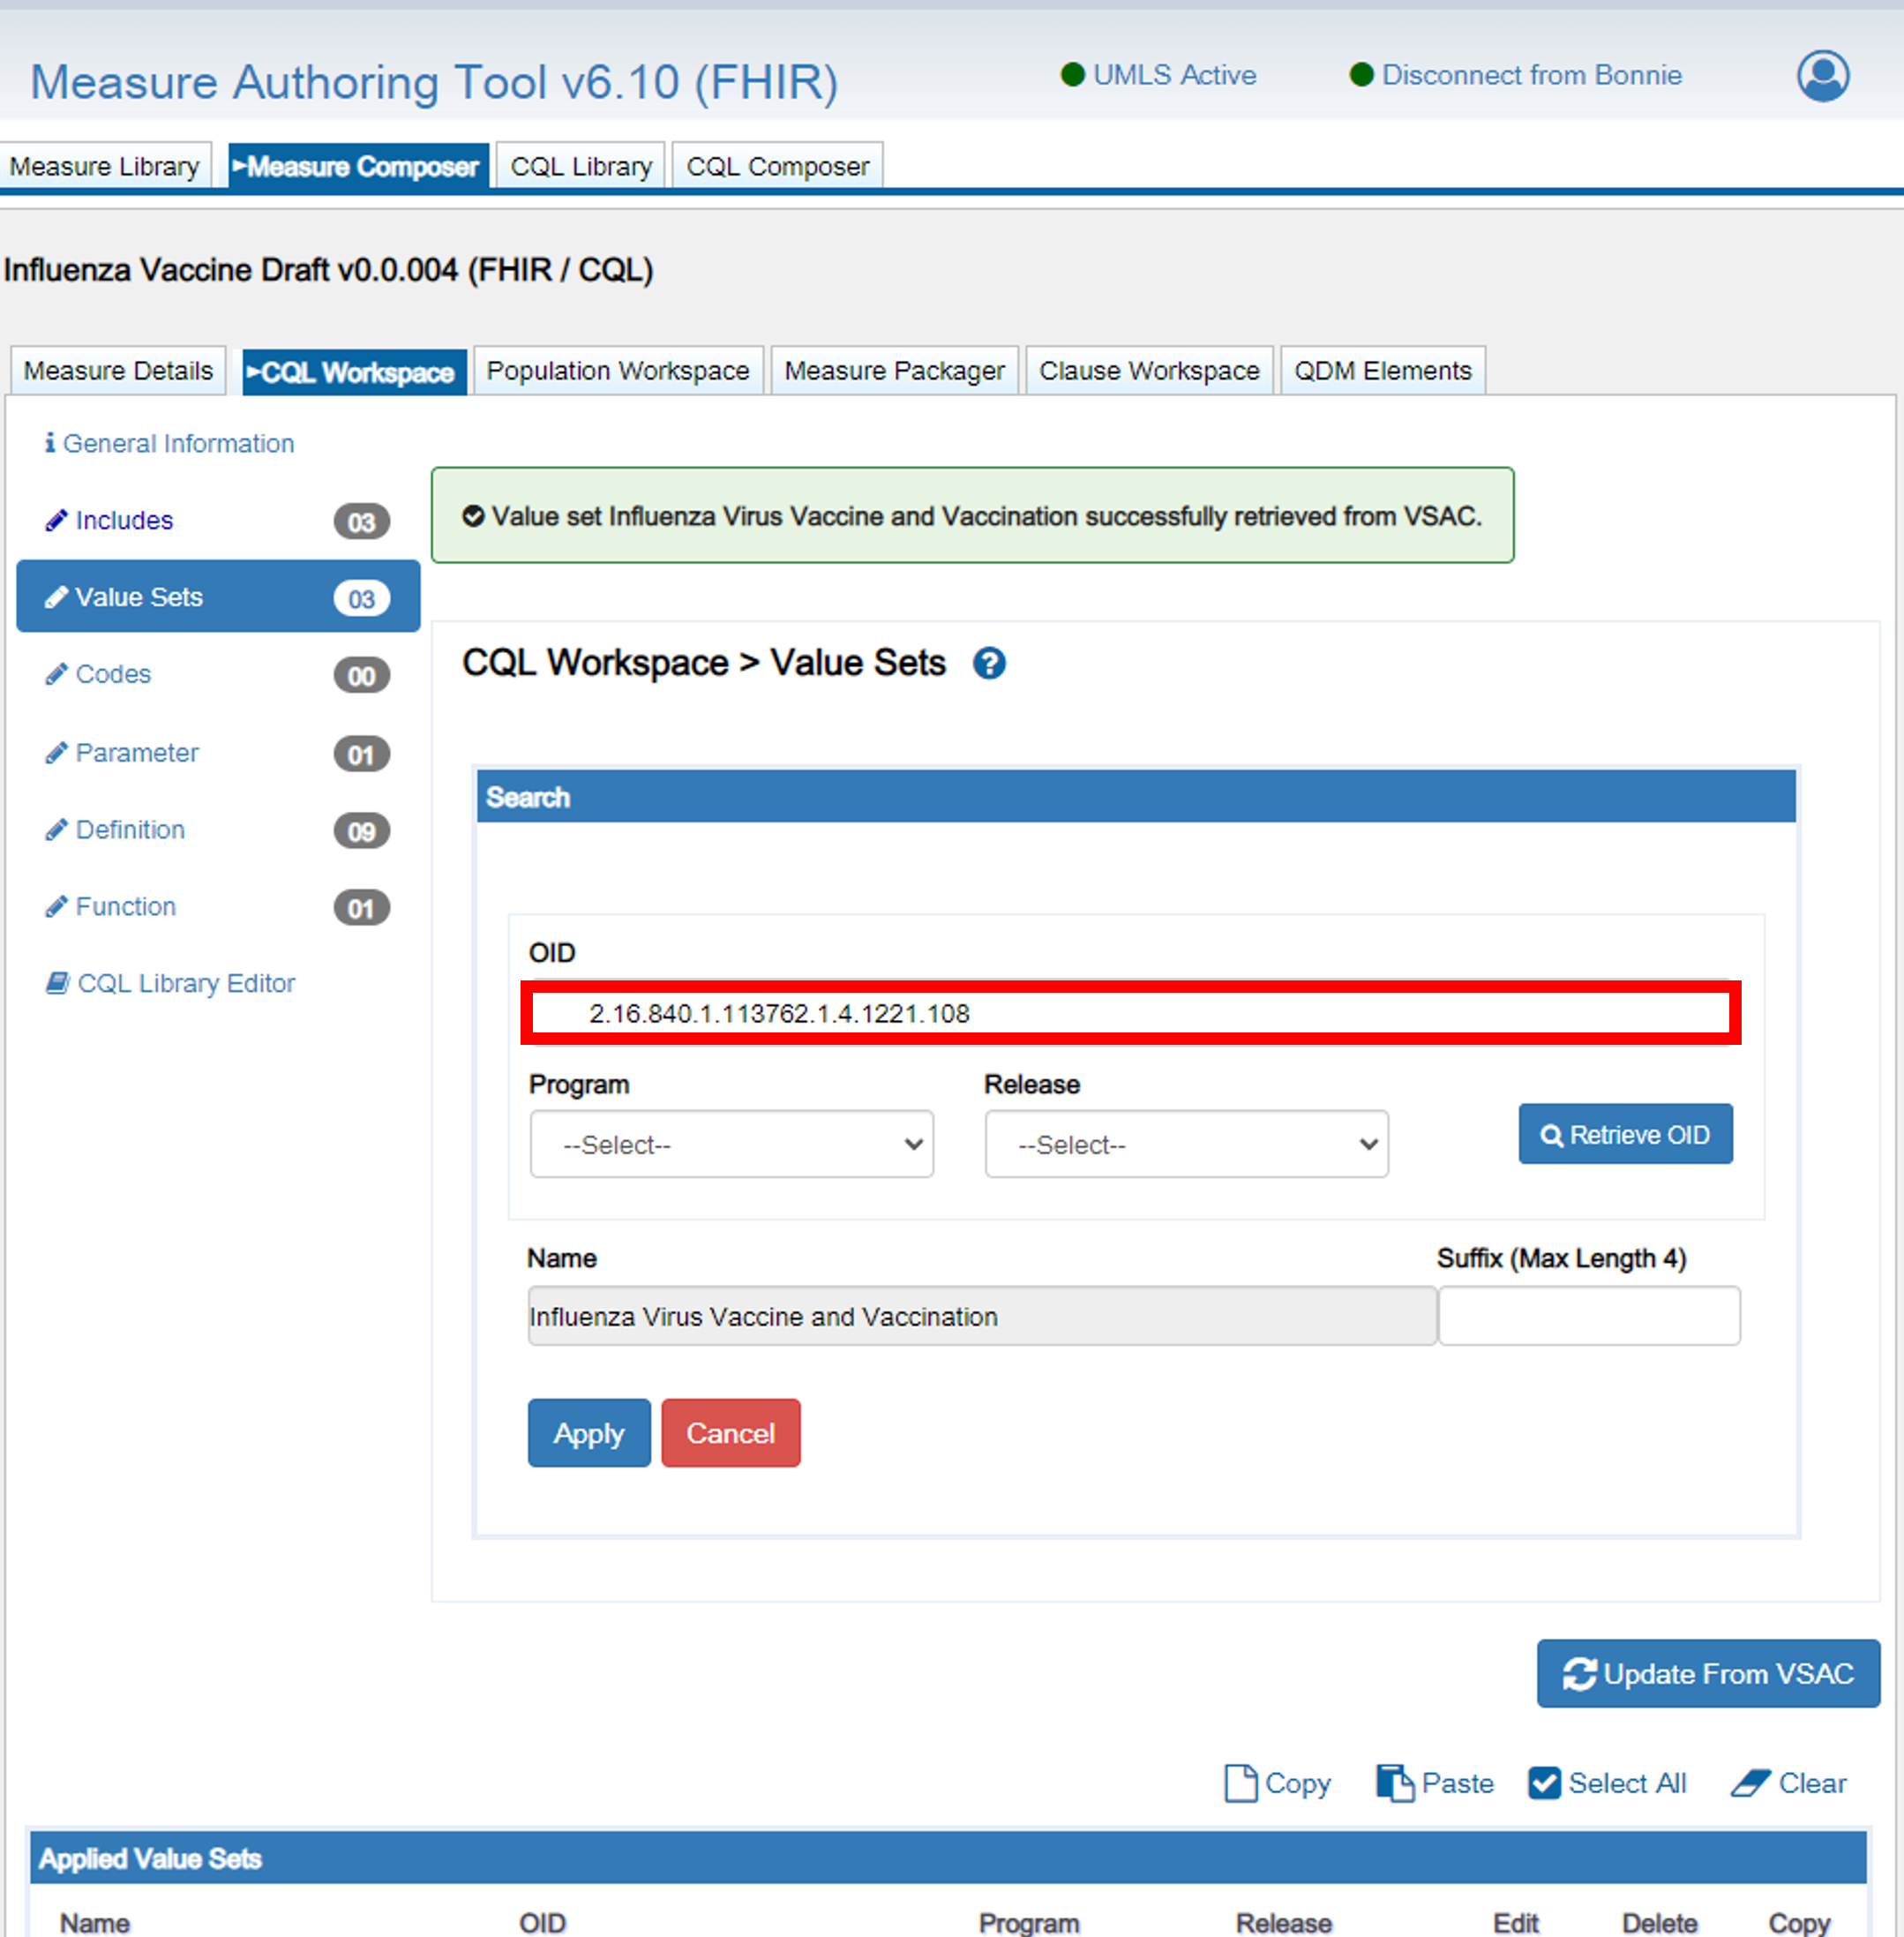 Measure Authoring Tool v6.10 (FHIR)
UMLS Active
Disconnect from Bonnie
Measure Library
Measure Composer
CQL Library
CQL Composer
Influenza Vaccine Draft v0.0.004 (FHIR / CQL)
Measure Details
CQL Workspace
Population Workspace
Measure Packager
Clause Workspace
QDM Elements
General Information
Includes 03
Value Sets 03
Codes 00
Parameter 01
Definition 09
Function 01
CQL Library Editor
Value set Influenza Virus Vaccine and Vaccination successfully retrieved from VSAC.
CQL Workspace > Value Sets ?
Search
OID
2.16.840.1.113762.1.4.1221.108
Program
Release
--Select--
--Select--
Retrieve OID
Name
Suffix (Max Length 4)
Influenza Virus Vaccine and Vaccination
Apply
Cancel
Update From VSAC
Copy
Paste
Select All
Clear
Applied Value Sets
Name
OID
Program
Release
Edit
Delete
Copy